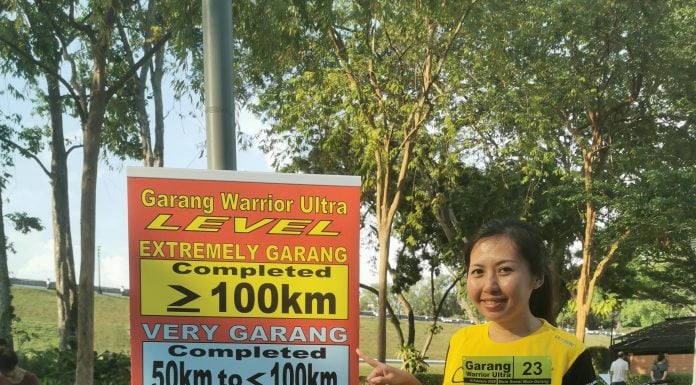 Garang Warrior Ultra
LEVEL
EXTREMELY GARANG
Completed
≥ 100km
VERY GARANG
Completed
50km to < 100km
Garang
Warrior Ultra
23